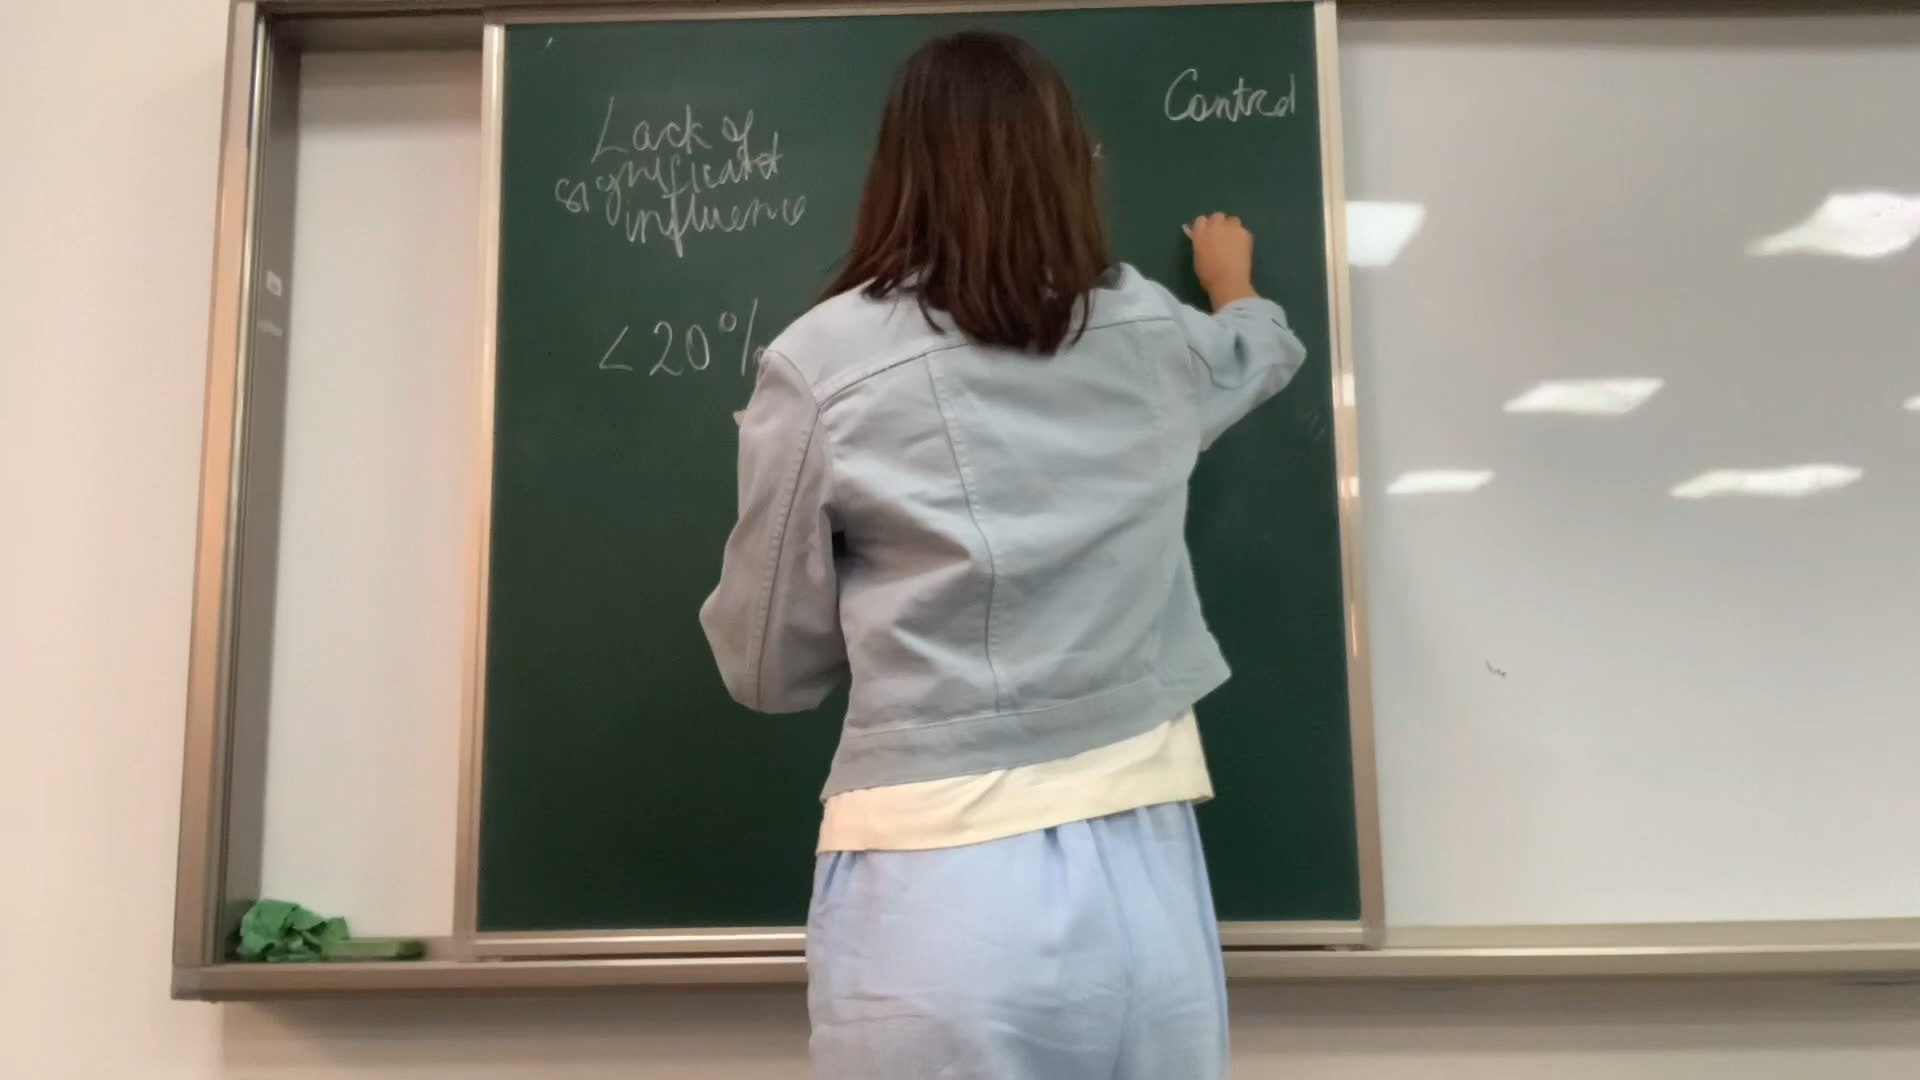 Lack of
significant
influence
<20%
Control